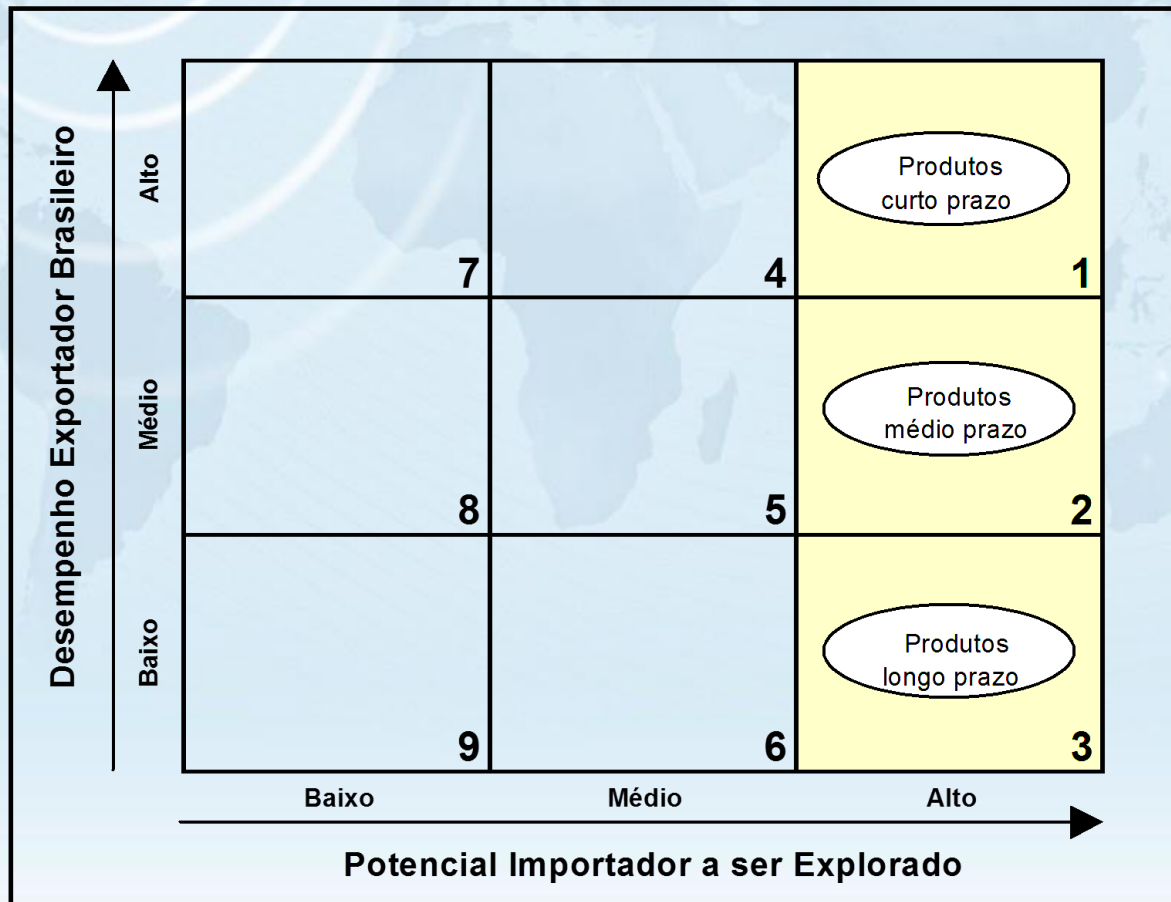 Desempenho Exportador Brasileiro
Alto
Médio
Baixo
7
4
Produtos
curto prazo
1
8
5
Produtos
médio prazo
2
9
6
Produtos
longo prazo
3
Baixo
Médio
Alto
Potencial Importador a ser Explorado